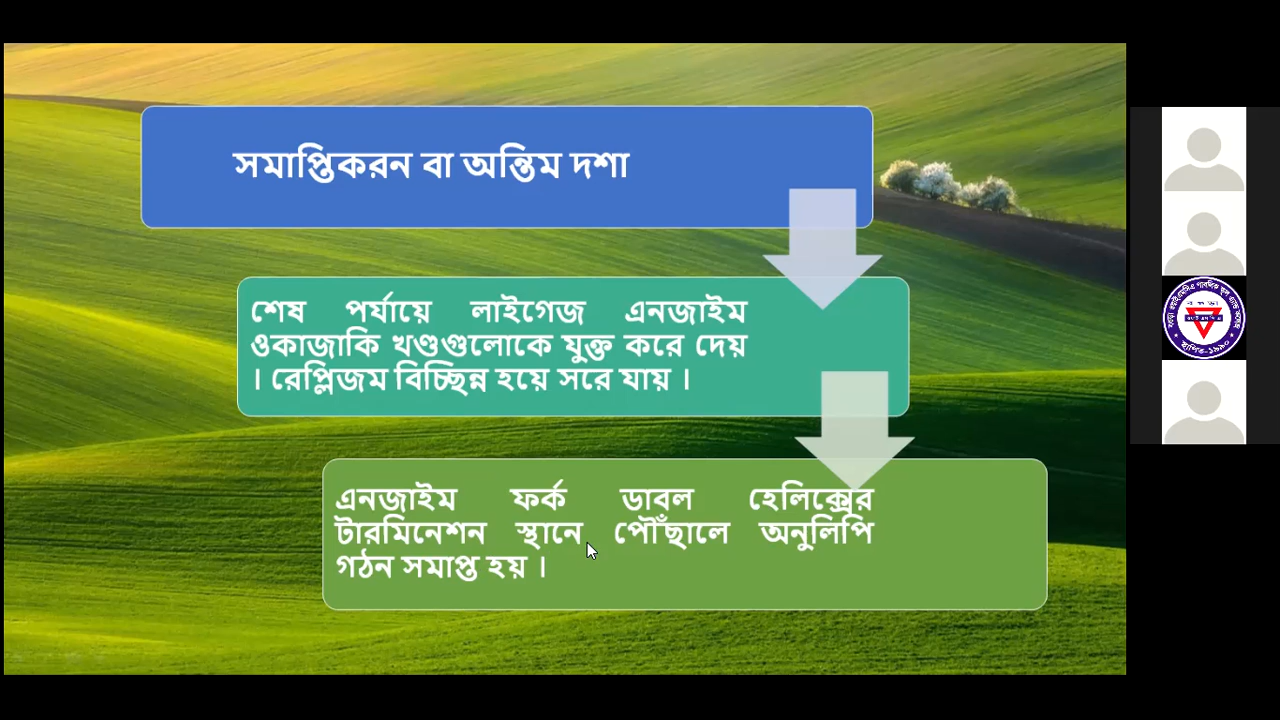 সমাপ্তিকরন বা অন্তিম দশা
শেষ পর্যায়ে লাইগেজ এনজাইম
ওকাজাকি খণ্ডগুলোকে যুক্ত করে দেয়
। রেপ্লিজম বিচ্ছিন্ন হয়ে সরে যায় ।
এনজাইম ফর্ক ডাবল হেলিক্সের
টারমিনেশন স্থানে পৌঁছালে অনুলিপি
গঠন সমাপ্ত হয় ।
স্থাপিত-১৯৯০